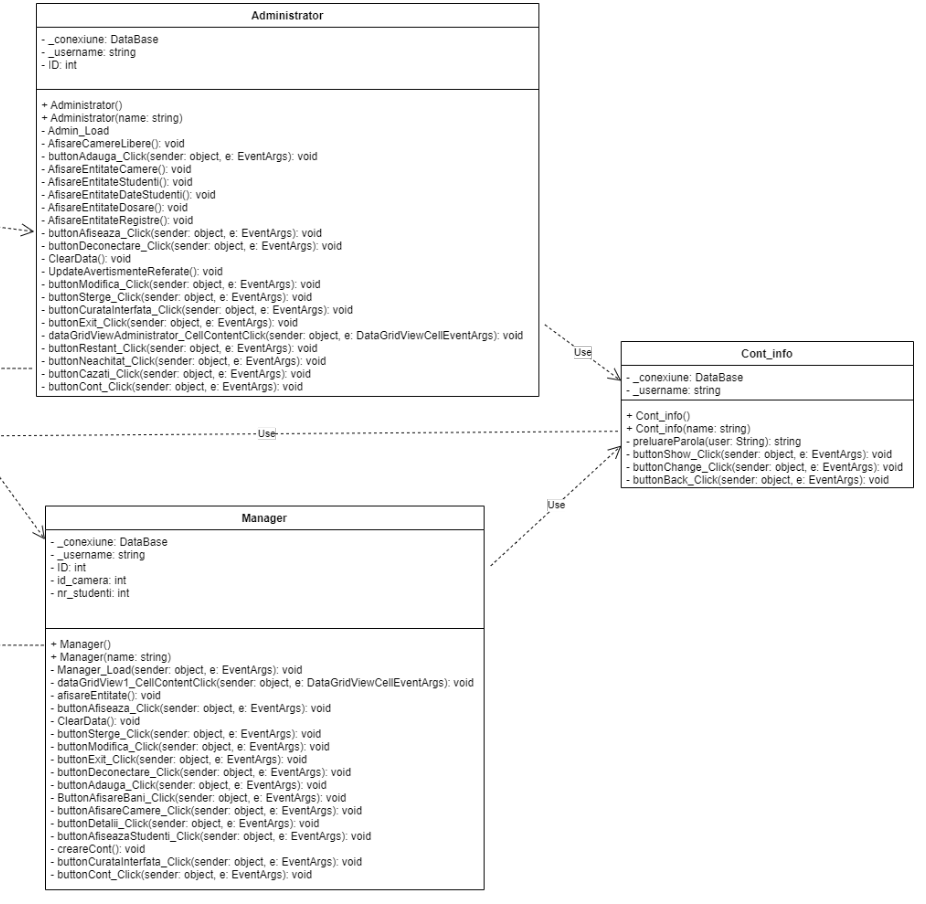 Administrator
- _conexiune: DataBase
- _username: string
- ID: int
+ Administrator()
+ Administrator(name: string)
- Admin_Load
- AfisareCamereLibere(): void
- buttonAdauga_Click(sender: object, e: EventArgs): void
- AfisareEntitateCamere(): void
- AfisareEntitateStudenti(): void
- AfisareEntitateDateStudenti(): void
- AfisareEntitateDosare(): void
- AfisareEntitateRegistre(): void
- buttonAfiseaza_Click(sender: object, e: EventArgs): void
- buttonDeconectare_Click(sender: object, e: EventArgs): void
- ClearData(): void
- UpdateAvertismenteReferate(): void
- buttonModifica_Click(sender: object, e: EventArgs): void
- buttonSterge_Click(sender: object, e: EventArgs): void
- buttonCurataInterfata_Click(sender: object, e: EventArgs): void
- buttonExit_Click(sender: object, e: EventArgs): void
- dataGridViewAdministrator_CellContentClick(sender: object, e: DataGridViewCellEventArgs): void
- buttonRestant_Click(sender: object, e: EventArgs): void
- buttonNeachitat_Click(sender: object, e: EventArgs): void
- buttonCazati_Click(sender: object, e: EventArgs): void
- buttonCont_Click(sender: object, e: EventArgs): void
Use
Cont_info
- _conexiune: DataBase
- _username: string
+ Cont_info()
+ Cont_info(name: string)
- preluareParola(user: String): string
- buttonShow_Click(sender: object, e: EventArgs): void
- buttonChange_Click(sender: object, e: EventArgs): void
- buttonBack_Click(sender: object, e: EventArgs): void
Use
Use
Manager
- _conexiune: DataBase
- _username: string
- ID: int
- id_camera: int
- nr_studenti: int
+ Manager()
+ Manager(name: string)
- Manager_Load(sender: object, e: EventArgs): void
- dataGridView1_CellContentClick(sender: object, e: DataGridViewCellEventArgs): void
- afisareEntitate(): void
- buttonAfiseaza_Click(sender: object, e: EventArgs): void
- ClearData(): void
- buttonSterge_Click(sender: object, e: EventArgs): void
- buttonModifica_Click(sender: object, e: EventArgs): void
- buttonExit_Click(sender: object, e: EventArgs): void
- buttonDeconectare_Click(sender: object, e: EventArgs): void
- buttonAdauga_Click(sender: object, e: EventArgs): void
- ButtonAfisareBani_Click(sender: object, e: EventArgs): void
- buttonAfisareCamere_Click(sender: object, e: EventArgs): void
- buttonDetalii_Click(sender: object, e: EventArgs): void
- buttonAfiseazaStudenti_Click(sender: object, e: EventArgs): void
- creareCont(): void
- buttonCurataInterfata_Click(sender: object, e: EventArgs): void
- buttonCont_Click(sender: object, e: EventArgs): void